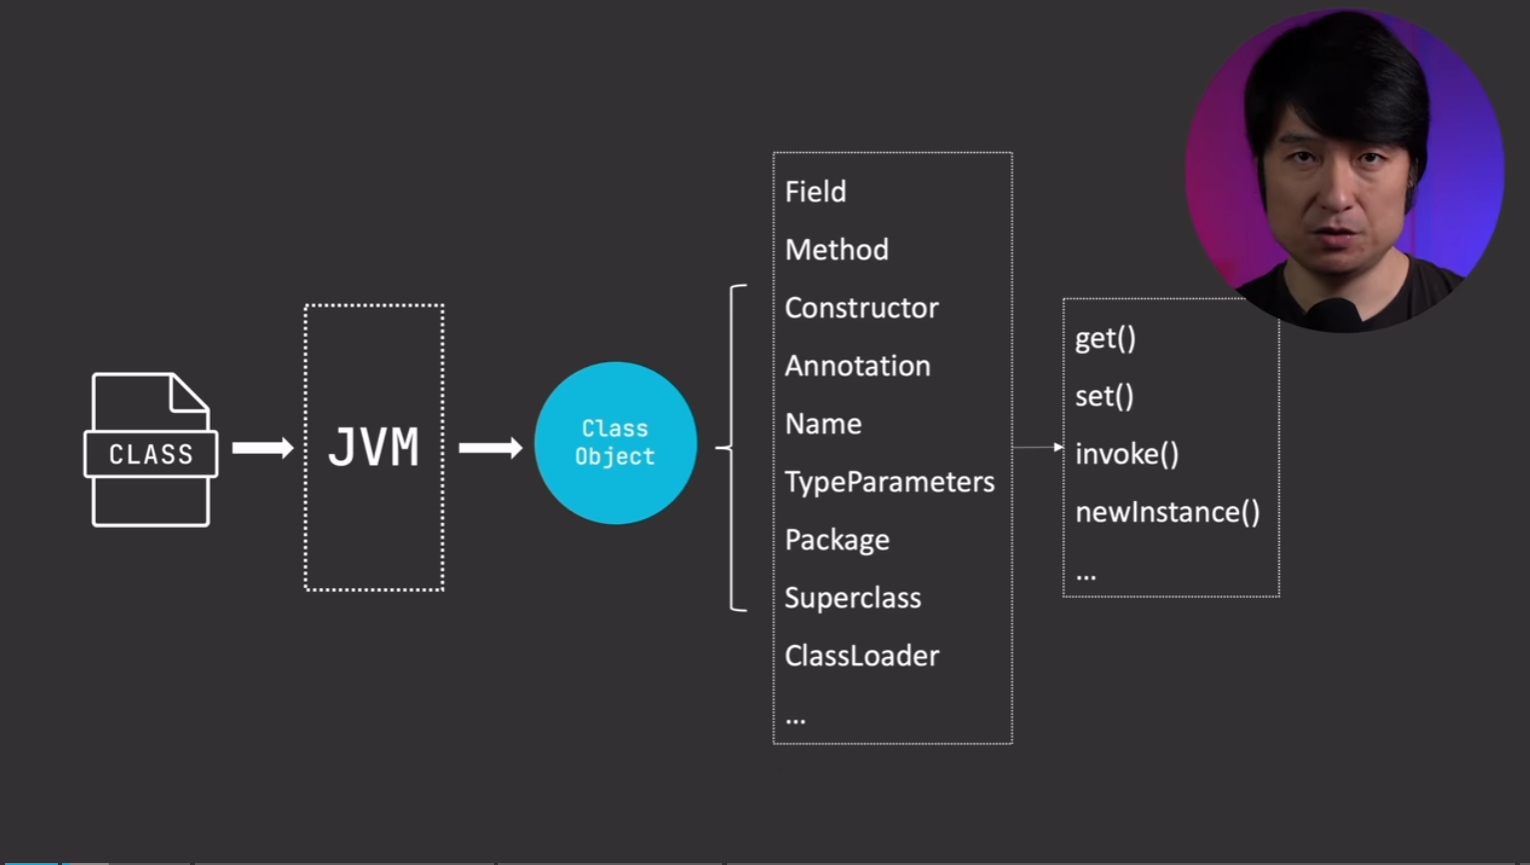 CLASS
JVM
Class
Object
Field
Method
Constructor
Annotation
Name
TypeParameters
Package
Superclass
ClassLoader
...
get()
set()
invoke()
newInstance()
...